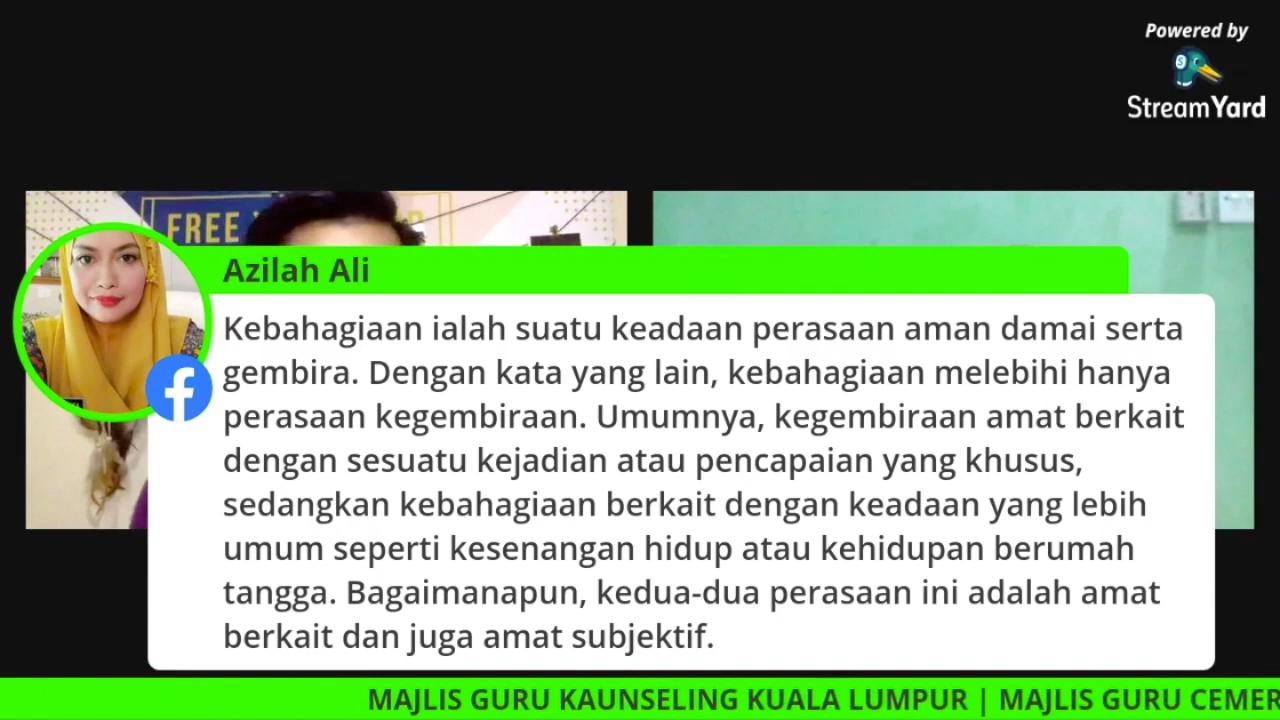 Powered by
StreamYard
FREE
Azilah Ali
Kebahagiaan ialah suatu keadaan perasaan aman damai serta
gembira. Dengan kata yang lain, kebahagiaan melebihi hanya
perasaan kegembiraan. Umumnya, kegembiraan amat berkait
dengan sesuatu kejadian atau pencapaian yang khusus,
sedangkan kebahagiaan berkait dengan keadaan yang lebih
umum seperti kesenangan hidup atau kehidupan berumah
tangga. Bagaimanapun, kedua-dua perasaan ini adalah amat
berkait dan juga amat subjektif.
MAJLIS GURU KAUNSELING KUALA LUMPUR | MAJLIS GURU CEMER